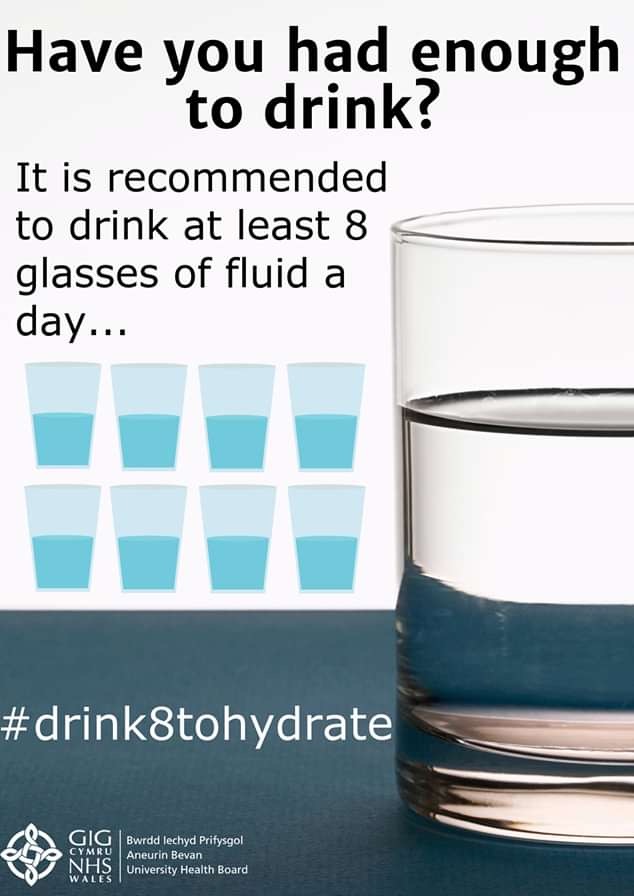 Have you had enough
to drink?
It is recommended
to drink at least 8
glasses of fluid a
day...
#drink8tohydrate
GIG
CYMRU
NHS
WALES
Bwrdd Iechyd Prifysgol
Aneurin Bevan
University Health Board